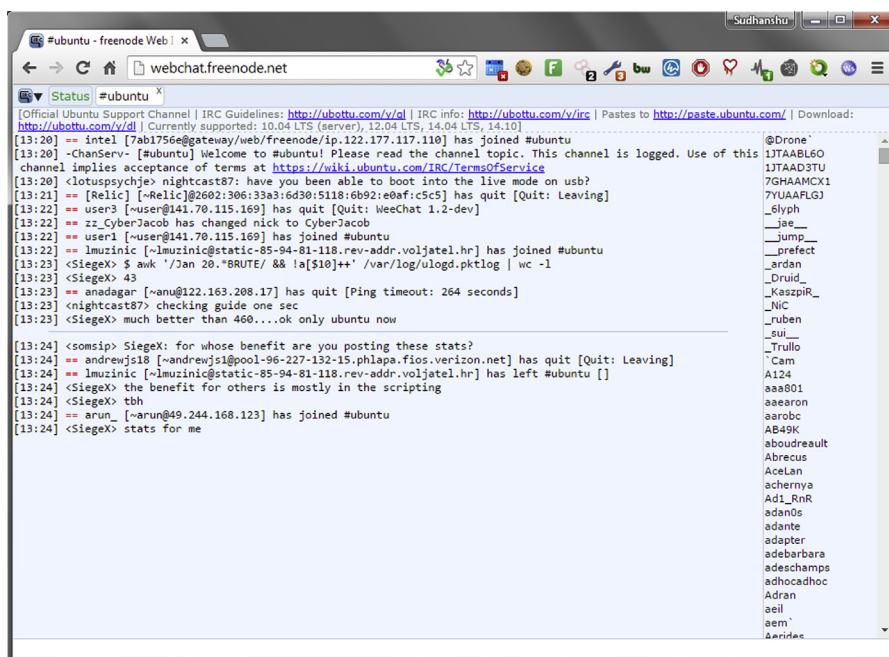 Sudhanshu
#ubuntu - freenode Web I
webchat.freenode.net
Status #ubuntu x
[Official Ubuntu Support Channel | IRC Guidelines: http://ubottu.com/y/gl | IRC info: http://ubottu.com/y/irc | Pastes to http://paste.ubuntu.com/ | Download:
http://ubottu.com/y/dl | Currently supported: 10.04 LTS (server), 12.04 LTS, 14.04 LTS, 14.10]
[13:20] == intel [7ab1756e@gateway/web/freenode/ip.122.177.117.110] has joined #ubuntu
[13:20] -ChanServ- [#ubuntu] Welcome to #ubuntu! Please read the channel topic. This channel is logged. Use of this
channel implies acceptance of terms at https://wiki.ubuntu.com/IRC/TermsOfService
[13:20] <lotuspsychje> nightcast87: have you been able to boot into the live mode on usb?
[13:21] == [Relic] [~Relic]@2602:306:33a3:6d30:5118:6b92:e0af:c5c5] has quit [Quit: Leaving]
[13:22] == user3 [~user@141.70.115.169] has quit [Quit: WeeChat 1.2-dev]
[13:22] == zz_CyberJacob has changed nick to CyberJacob
[13:22] == user1 [~user@141.70.115.169] has joined #ubuntu
[13:22] == lmuzinic [~lmuzinic@static-85-94-81-118.rev-addr.voljatel.hr] has joined #ubuntu
[13:23] <SiegeX> $ awk '/Jan 20.*BRUTE/ && !a[$10]++' /var/log/ulogd.pktlog | wc -l
[13:23] <SiegeX> 43
[13:23] == anadagar [~anu@122.163.208.17] has quit [Ping timeout: 264 seconds]
[13:23] <nightcast87> checking guide one sec
[13:23] <SiegeX> much better than 460....ok only ubuntu now
[13:24] <somsip> SiegeX: for whose benefit are you posting these stats?
[13:24] == andrewjs18 [~andrewjs1@pool-96-227-132-15.phlapa.fios.verizon.net] has quit [Quit: Leaving]
[13:24] == lmuzinic [~lmuzinic@static-85-94-81-118.rev-addr.voljatel.hr] has left #ubuntu []
[13:24] <SiegeX> the benefit for others is mostly in the scripting
[13:24] <SiegeX> tbh
[13:24] == arun_ [~arun@49.244.168.123] has joined #ubuntu
[13:24] <SiegeX> stats for me
@Drone`
1JTAABL6O
1JTAAD3TU
7GHAAMCX1
7YUAAFLGJ
_6lyph
__jae__
__jump__
__prefect
_ardan
_Druid_
_KaszpiR_
_NiC
_ruben
_sui__
_Trullo
`Cam
A124
aaa801
aaearon
aarobc
AB49K
aboudreault
Abrecus
AceLan
achernya
Ad1_RnR
adan0s
adante
adapter
adebarbara
adeschamps
adhocadhoc
Adran
aeil
aem`
Aerides